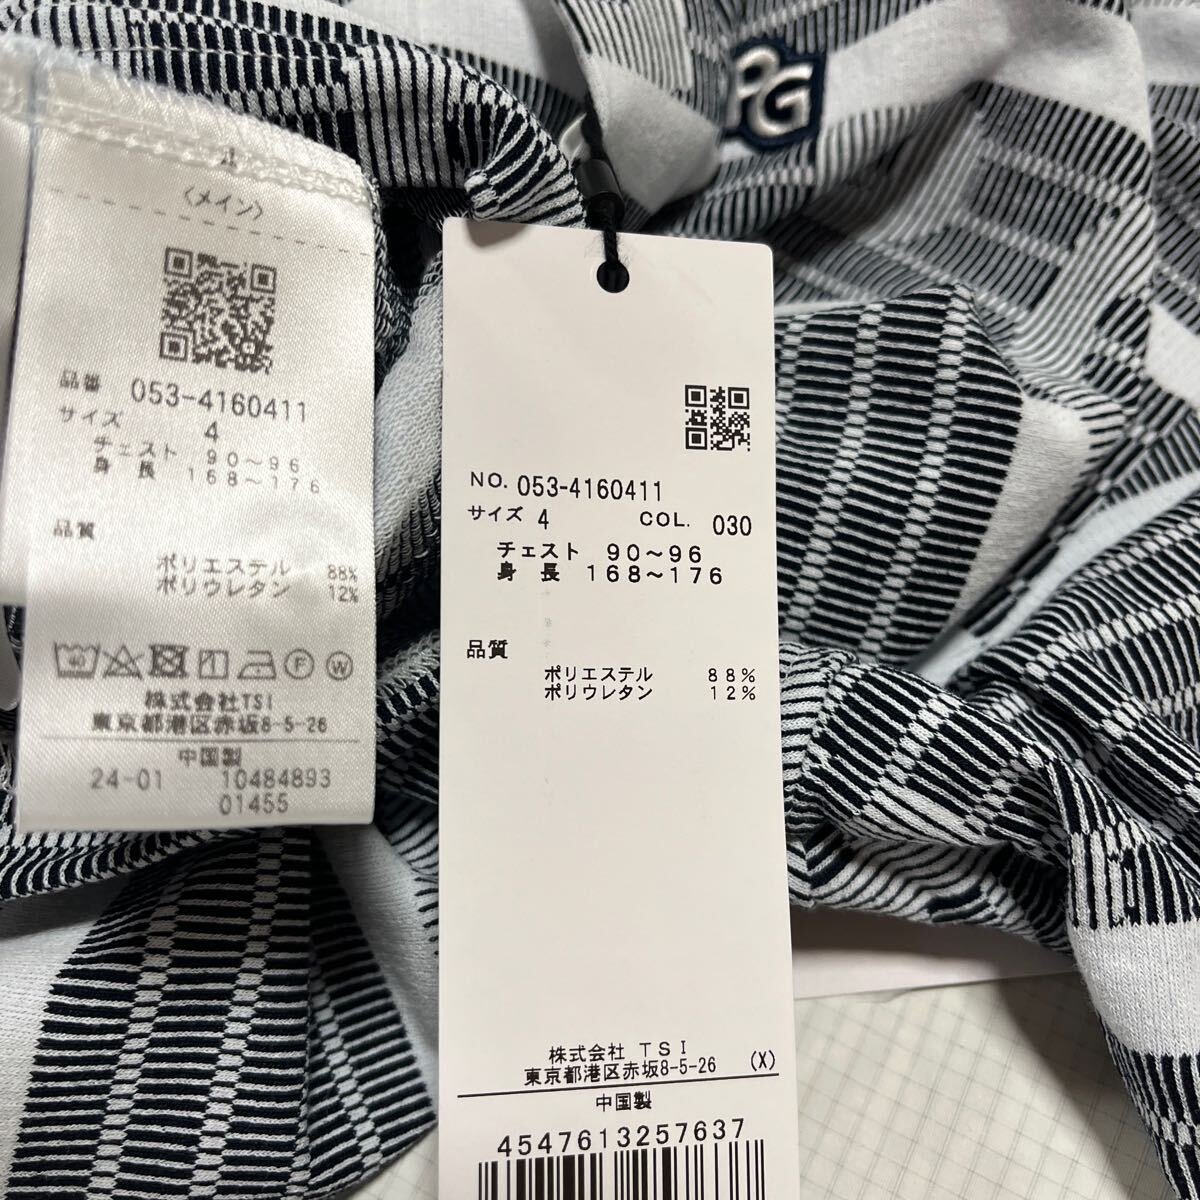 PG
4
〈メイン〉
品番 053-4160411
サイズ 4
チェスト 90～96
身長 168～176
品質
ポリエステル 88%
ポリウレタン 12%
40 F W
株式会社TSI
東京都港区赤坂8-5-26
中国製
24-01 10484893
01455
NO. 053-4160411
サイズ 4 COL. 030
チェスト 90～96
身長 168～176
品質
ポリエステル 88%
ポリウレタン 12%
株式会社 TSI
東京都港区赤坂8-5-26 (X)
中国製
4547613257637